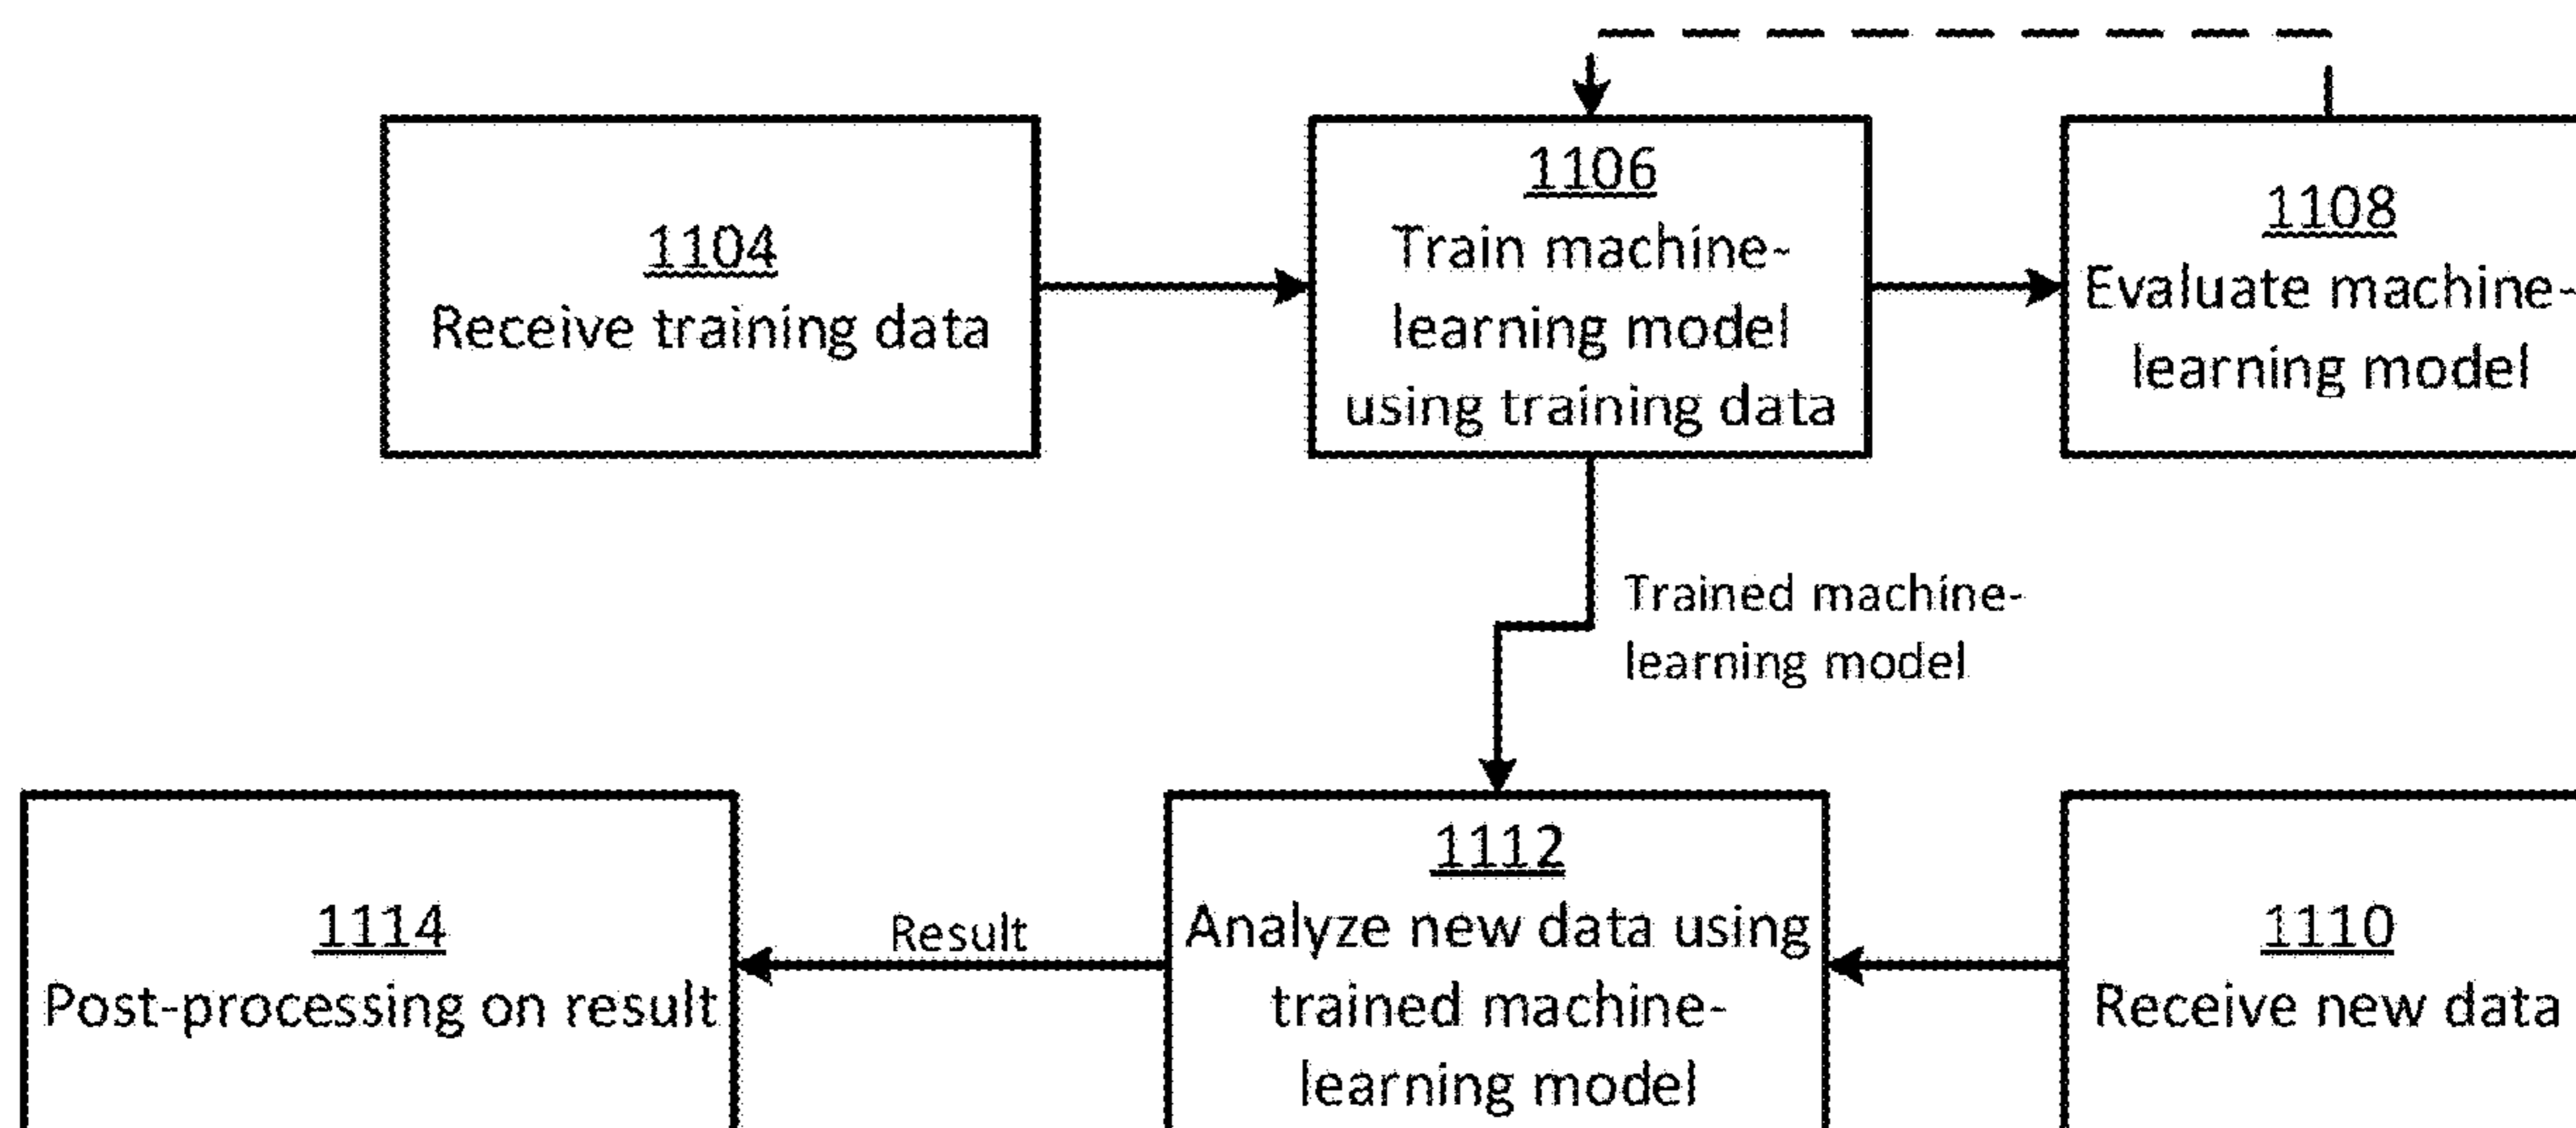 1104
Receive training data
1106
Train machine-
learning model
using training data
1108
Evaluate machine-
learning model
Trained machine-
learning model
1114
Post-processing on result
Result
1112
Analyze new data using
trained machine-
learning model
1110
Receive new data